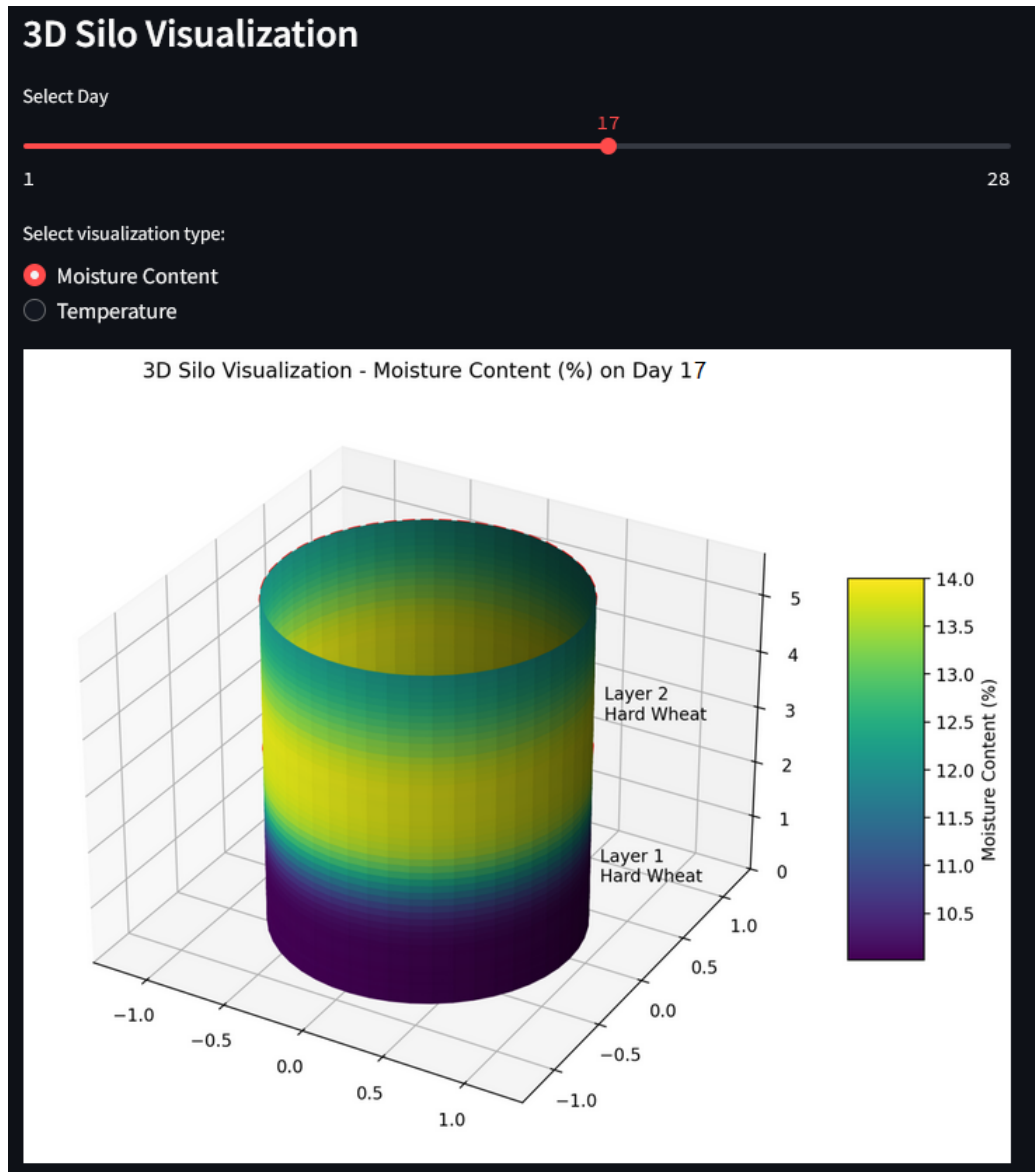 3D Silo Visualization
Select Day
17
1
28
Select visualization type:
Moisture Content
Temperature
3D Silo Visualization - Moisture Content (%) on Day 17
Layer 2
Hard Wheat
Layer 1
Hard Wheat
5
4
3
2
1
0
1.0
0.5
0.0
−0.5
−1.0
−1.0
−0.5
0.0
0.5
1.0
14.0
13.5
13.0
12.5
12.0
11.5
11.0
10.5
Moisture Content (%)